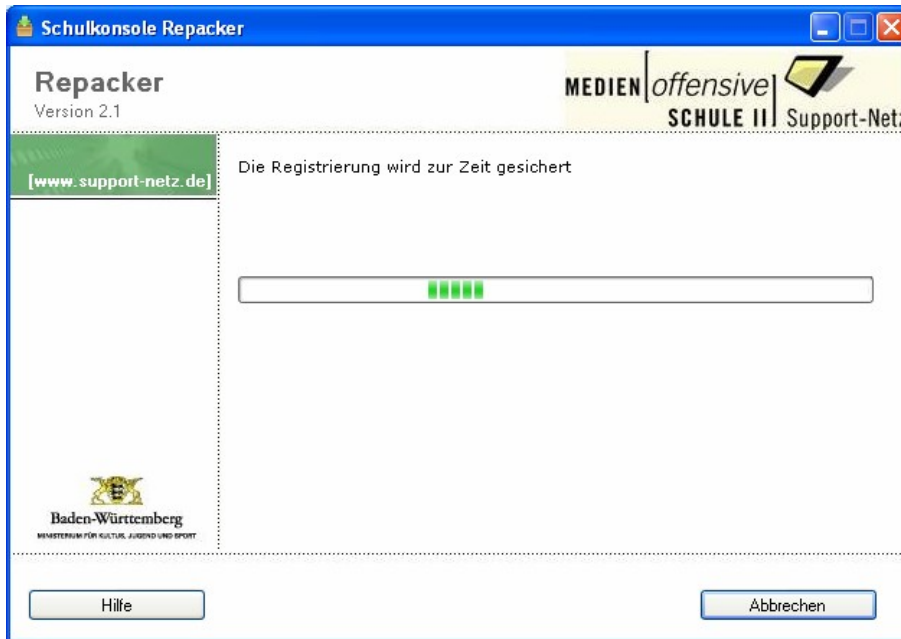 Schulkonsole Repacker
Repacker
Version 2.1
MEDIEN offensive
SCHULE II Support-Netz
[www.support-netz.de]
Die Registrierung wird zur Zeit gesichert
Baden-Württemberg
MINISTERIUM FÜR KULTUS, JUGEND UND SPORT
Hilfe
Abbrechen